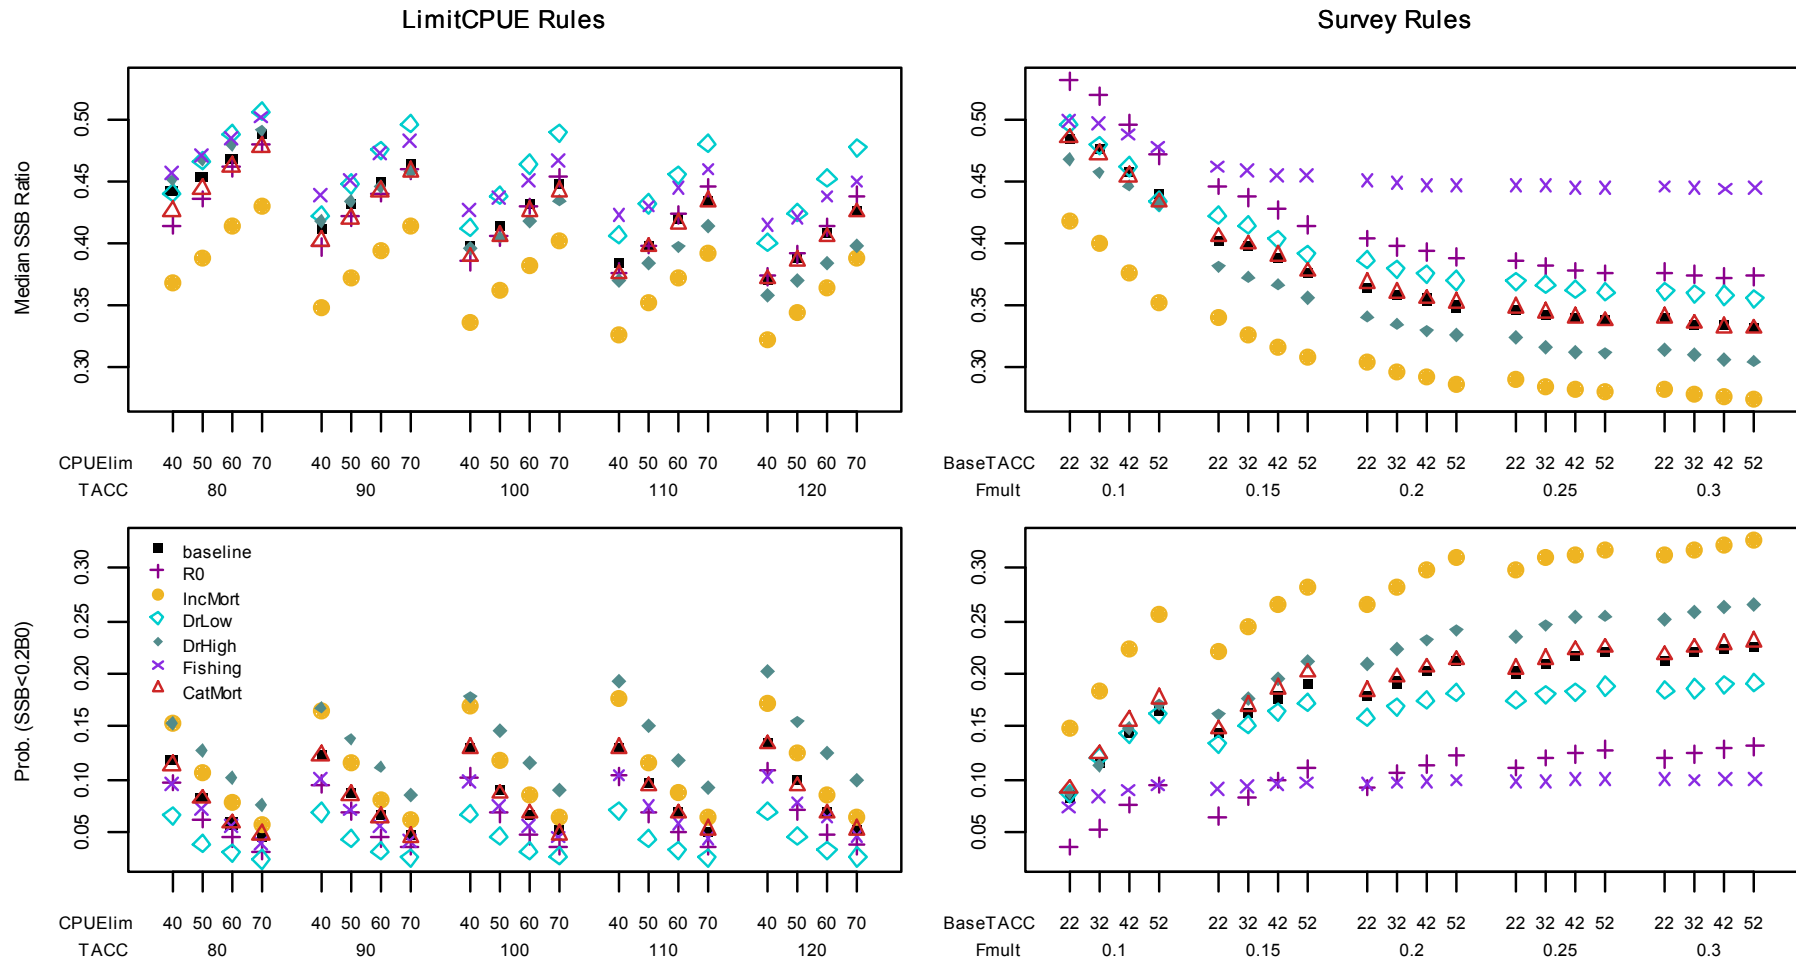 LimitCPUE Rules
Survey Rules
Median SSB Ratio
0.50
0.45
0.40
0.35
0.30
CPUElim 40 50 60 70 40 50 60 70 40 50 60 70 40 50 60 70 40 50 60 70
TACC 80 90 100 110 120
0.50
0.45
0.40
0.35
0.30
BaseTACC 22 32 42 52 22 32 42 52 22 32 42 52 22 32 42 52 22 32 42 52
Fmult 0.1 0.15 0.2 0.25 0.3
Prob. (SSB<0.2B0)
0.30
0.25
0.20
0.15
0.10
0.05
baseline
R0
IncMort
DrLow
DrHigh
Fishing
CatMort
CPUElim 40 50 60 70 40 50 60 70 40 50 60 70 40 50 60 70 40 50 60 70
TACC 80 90 100 110 120
0.30
0.25
0.20
0.15
0.10
0.05
BaseTACC 22 32 42 52 22 32 42 52 22 32 42 52 22 32 42 52 22 32 42 52
Fmult 0.1 0.15 0.2 0.25 0.3